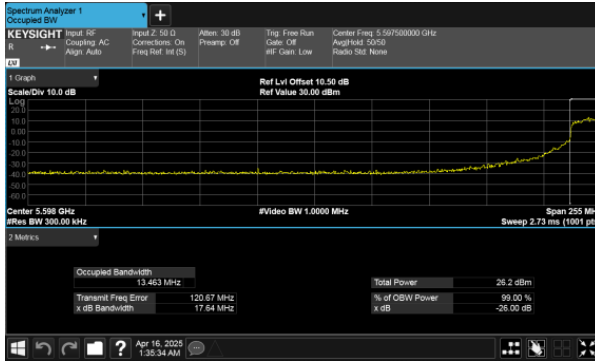 Spectrum Analyzer 1
Occupied BW
+
KEYSIGHT
R
LXI
Input: RF
Coupling: AC
Align: Auto
Input Z: 50 Ω
Corrections: On
Freq Ref: Int (S)
Atten: 30 dB
Preamp: Off
Trig: Free Run
Gate: Off
#IF Gain: Low
Center Freq: 5.597500000 GHz
Avg|Hold: 50/50
Radio Std: None
1 Graph
Scale/Div 10.0 dB
Ref Lvl Offset 10.50 dB
Ref Value 30.00 dBm
Log
20.0
10.0
0.00
-10.0
-20.0
-30.0
-40.0
-50.0
-60.0
Center 5.598 GHz
#Res BW 300.00 kHz
#Video BW 1.0000 MHz
Span 255 MH
Sweep 2.73 ms (1001 pt
2 Metrics
Occupied Bandwidth
13.463 MHz
Transmit Freq Error 120.67 MHz
x dB Bandwidth 17.64 MHz
Total Power 26.2 dBm
% of OBW Power 99.00 %
x dB -26.00 dB
?
Apr 16, 2025
1:35:34 AM